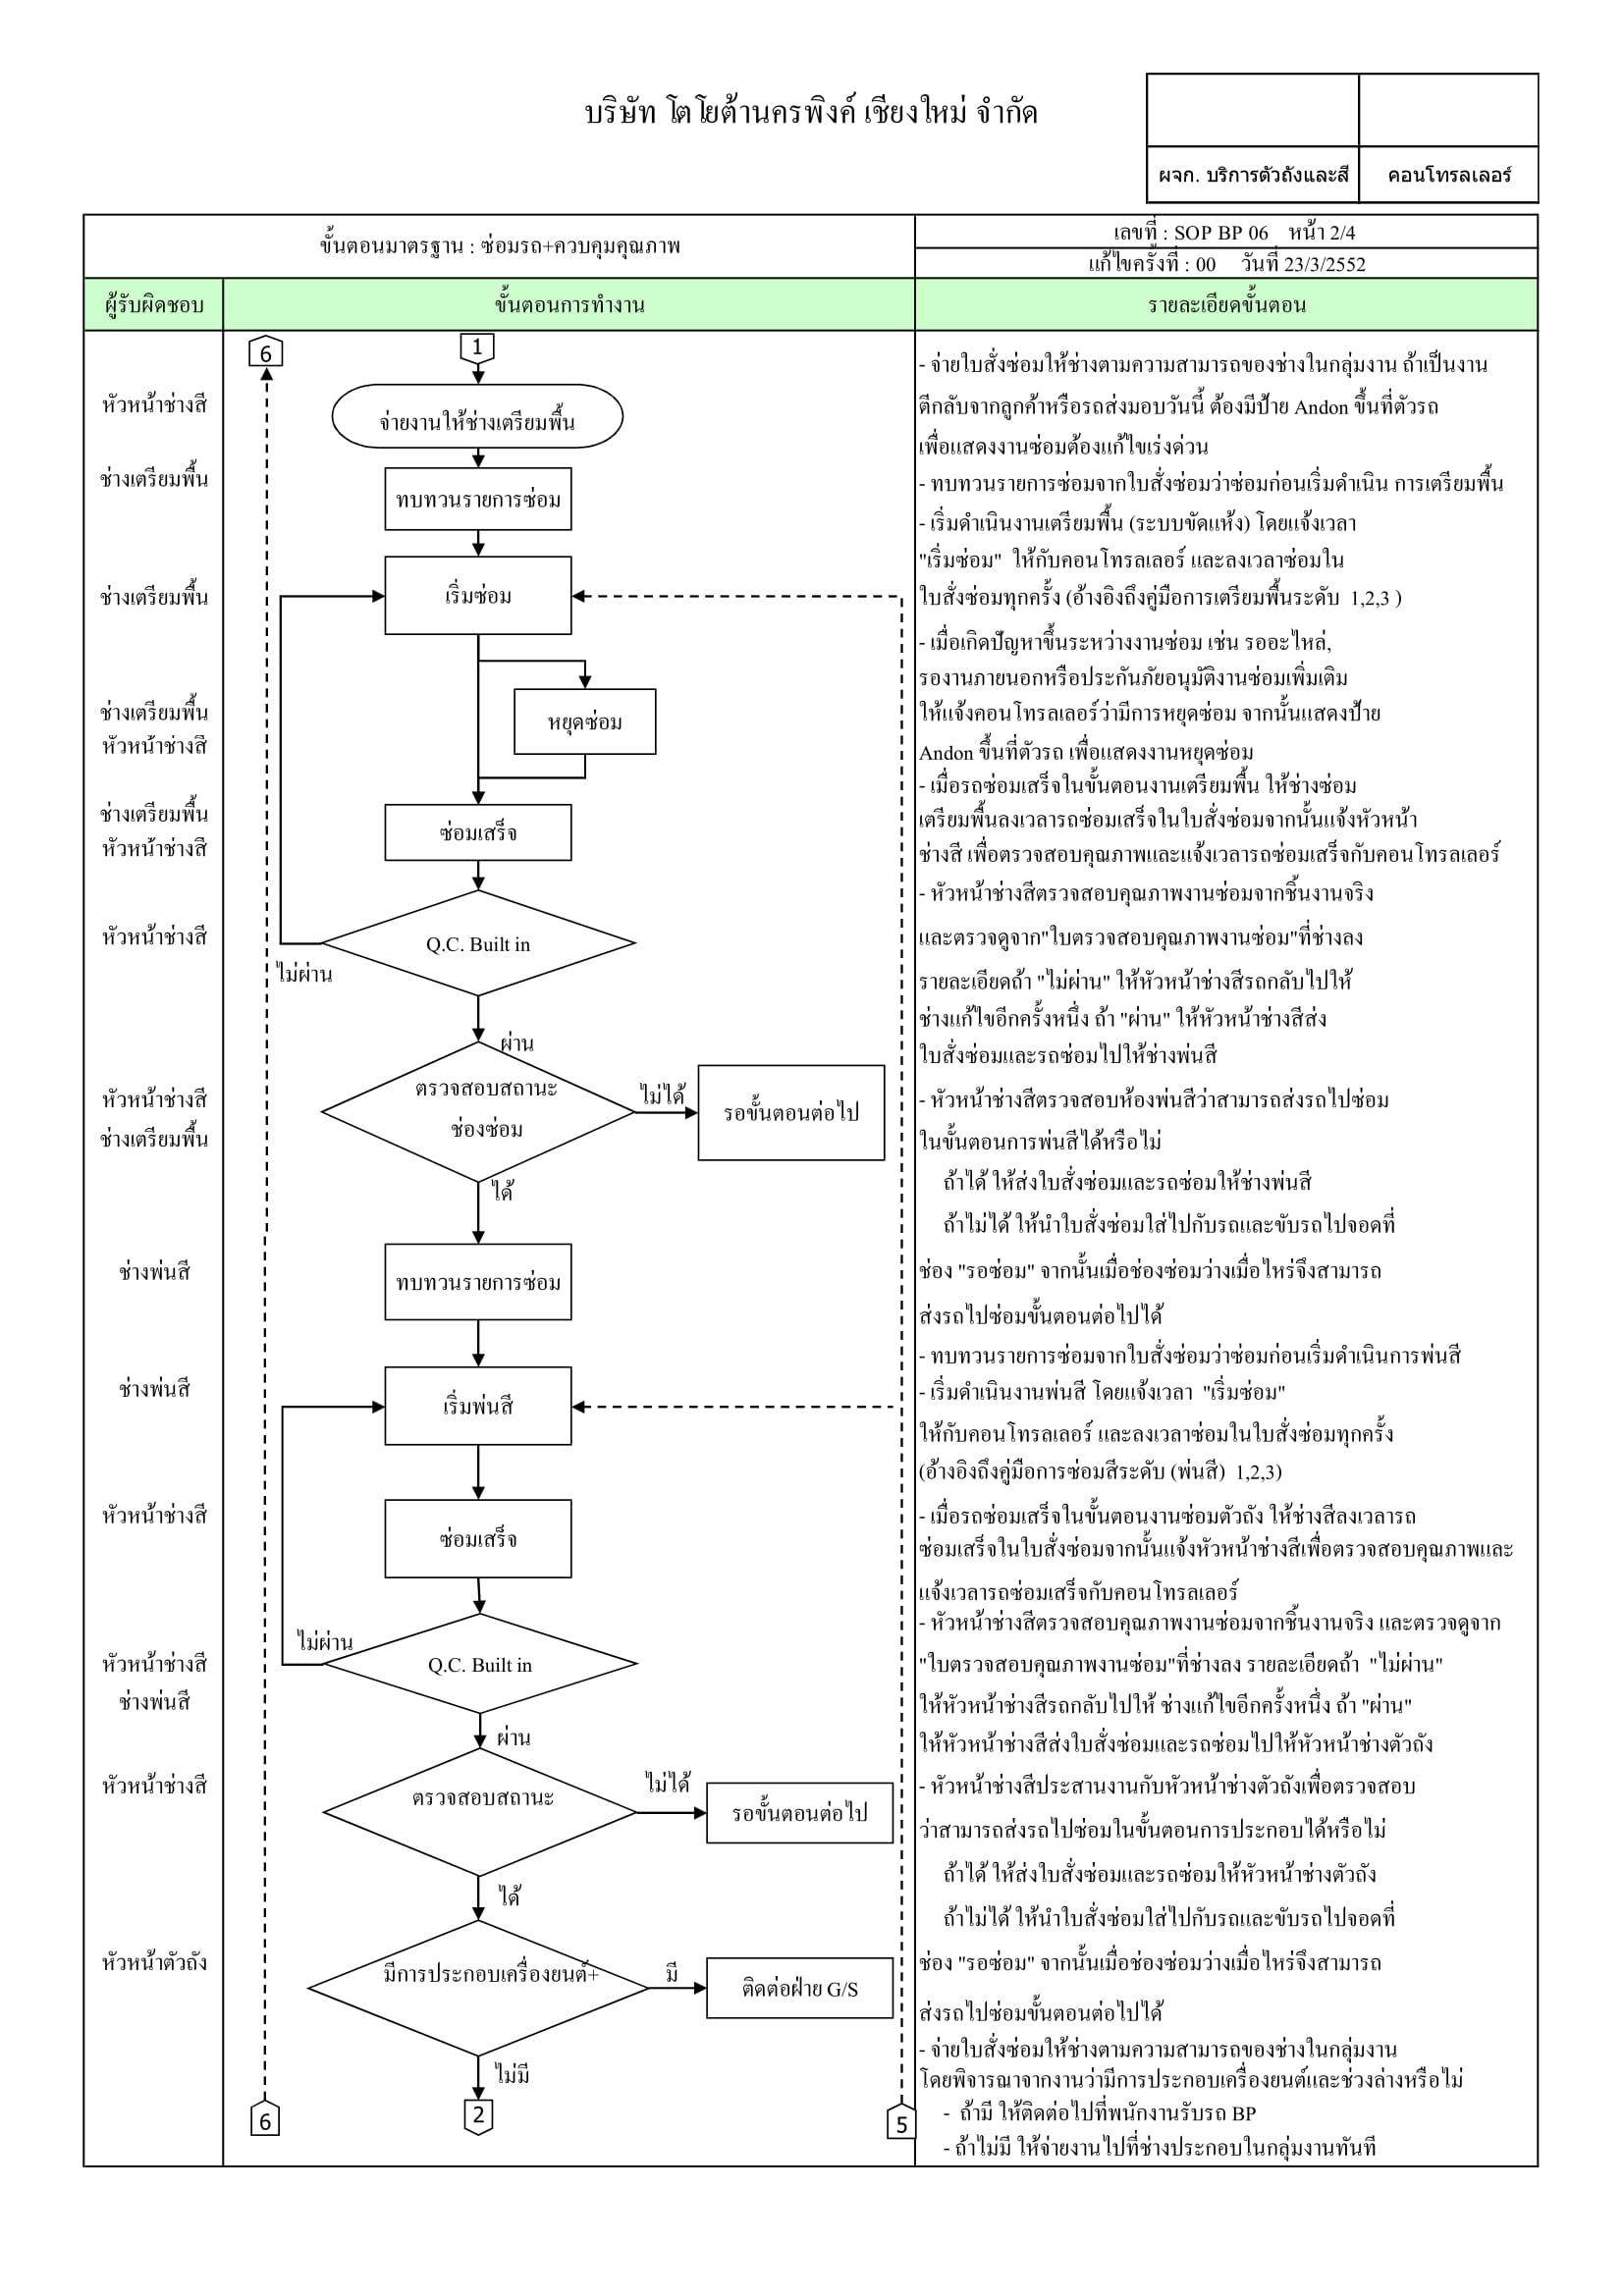 บริษัท โตโยต้านครพิงค์ เชียงใหม่ จำกัด
ผจก. บริการตัวถังและสี
คอนโทรลเลอร์
ขั้นตอนมาตรฐาน : ซ่อมรถ+ควบคุมคุณภาพ
เลขที่ : SOP BP 06 หน้า 2/4
แก้ไขครั้งที่ : 00 วันที่ 23/3/2552
ผู้รับผิดชอบ
ขั้นตอนการทำงาน
รายละเอียดขั้นตอน
หัวหน้าช่างสี
ช่างเตรียมพื้น
ช่างเตรียมพื้น
ช่างเตรียมพื้น
หัวหน้าช่างสี
ช่างเตรียมพื้น
หัวหน้าช่างสี
หัวหน้าช่างสี
หัวหน้าช่างสี
ช่างเตรียมพื้น
ช่างพ่นสี
ช่างพ่นสี
หัวหน้าช่างสี
หัวหน้าช่างสี
ช่างพ่นสี
หัวหน้าช่างสี
หัวหน้าตัวถัง
6
1
จ่ายงานให้ช่างเตรียมพื้น
ทบทวนรายการซ่อม
เริ่มซ่อม
หยุดซ่อม
ซ่อมเสร็จ
Q.C. Built in
ไม่ผ่าน
ผ่าน
ตรวจสอบสถานะ
ช่องซ่อม
ไม่ได้
รอขั้นตอนต่อไป
ได้
ทบทวนรายการซ่อม
เริ่มพ่นสี
ซ่อมเสร็จ
ไม่ผ่าน
Q.C. Built in
ผ่าน
ตรวจสอบสถานะ
ไม่ได้
รอขั้นตอนต่อไป
ได้
มีการประกอบเครื่องยนต์+
มี
ติดต่อฝ่าย G/S
ไม่มี
6
2
5
- จ่ายใบสั่งซ่อมให้ช่างตามความสามารถของช่างในกลุ่มงาน ถ้าเป็นงาน
ตีกลับจากลูกค้าหรือรถส่งมอบวันนี้ ต้องมีป้าย Andon ขึ้นที่ตัวรถ
เพื่อแสดงงานซ่อมต้องแก้ไขเร่งด่วน
- ทบทวนรายการซ่อมจากใบสั่งซ่อมว่าซ่อมก่อนเริ่มดำเนิน การเตรียมพื้น
- เริ่มดำเนินงานเตรียมพื้น (ระบบขัดแห้ง) โดยแจ้งเวลา
"เริ่มซ่อม" ให้กับคอนโทรลเลอร์ และลงเวลาซ่อมใน
ใบสั่งซ่อมทุกครั้ง (อ้างอิงถึงคู่มือการเตรียมพื้นระดับ 1,2,3 )
- เมื่อเกิดปัญหาขึ้นระหว่างงานซ่อม เช่น รออะไหล่,
รองานภายนอกหรือประกันภัยอนุมัติงานซ่อมเพิ่มเติม
ให้แจ้งคอนโทรลเลอร์ว่ามีการหยุดซ่อม จากนั้นแสดงป้าย
Andon ขึ้นที่ตัวรถ เพื่อแสดงงานหยุดซ่อม
- เมื่อรถซ่อมเสร็จในขั้นตอนงานเตรียมพื้น ให้ช่างซ่อม
เตรียมพื้นลงเวลารถซ่อมเสร็จในใบสั่งซ่อมจากนั้นแจ้งหัวหน้า
ช่างสี เพื่อตรวจสอบคุณภาพและแจ้งเวลารถซ่อมเสร็จกับคอนโทรลเลอร์
- หัวหน้าช่างสีตรวจสอบคุณภาพงานซ่อมจากชิ้นงานจริง
และตรวจดูจาก"ใบตรวจสอบคุณภาพงานซ่อม"ที่ช่างลง
รายละเอียดถ้า "ไม่ผ่าน" ให้หัวหน้าช่างสีรถกลับไปให้
ช่างแก้ไขอีกครั้งหนึ่ง ถ้า "ผ่าน" ให้หัวหน้าช่างสีส่ง
ใบสั่งซ่อมและรถซ่อมไปให้ช่างพ่นสี
- หัวหน้าช่างสีตรวจสอบห้องพ่นสีว่าสามารถส่งรถไปซ่อม
ในขั้นตอนการพ่นสีได้หรือไม่
ถ้าได้ ให้ส่งใบสั่งซ่อมและรถซ่อมให้ช่างพ่นสี
ถ้าไม่ได้ ให้นำใบสั่งซ่อมใส่ไปกับรถและขับรถไปจอดที่
ช่อง "รอซ่อม" จากนั้นเมื่อช่องซ่อมว่างเมื่อไหร่จึงสามารถ
ส่งรถไปซ่อมขั้นตอนต่อไปได้
- ทบทวนรายการซ่อมจากใบสั่งซ่อมว่าซ่อมก่อนเริ่มดำเนินการพ่นสี
- เริ่มดำเนินงานพ่นสี โดยแจ้งเวลา "เริ่มซ่อม"
ให้กับคอนโทรลเลอร์ และลงเวลาซ่อมในใบสั่งซ่อมทุกครั้ง
(อ้างอิงถึงคู่มือการซ่อมสีระดับ (พ่นสี) 1,2,3)
- เมื่อรถซ่อมเสร็จในขั้นตอนงานซ่อมตัวถัง ให้ช่างสีลงเวลารถ
ซ่อมเสร็จในใบสั่งซ่อมจากนั้นแจ้งหัวหน้าช่างสีเพื่อตรวจสอบคุณภาพและ
แจ้งเวลารถซ่อมเสร็จกับคอนโทรลเลอร์
- หัวหน้าช่างสีตรวจสอบคุณภาพงานซ่อมจากชิ้นงานจริง และตรวจดูจาก
"ใบตรวจสอบคุณภาพงานซ่อม"ที่ช่างลง รายละเอียดถ้า "ไม่ผ่าน"
ให้หัวหน้าช่างสีรถกลับไปให้ ช่างแก้ไขอีกครั้งหนึ่ง ถ้า "ผ่าน"
ให้หัวหน้าช่างสีส่งใบสั่งซ่อมและรถซ่อมไปให้หัวหน้าช่างตัวถัง
- หัวหน้าช่างสีประสานงานกับหัวหน้าช่างตัวถังเพื่อตรวจสอบ
ว่าสามารถส่งรถไปซ่อมในขั้นตอนการประกอบได้หรือไม่
ถ้าได้ ให้ส่งใบสั่งซ่อมและรถซ่อมให้หัวหน้าช่างตัวถัง
ถ้าไม่ได้ ให้นำใบสั่งซ่อมใส่ไปกับรถและขับรถไปจอดที่
ช่อง "รอซ่อม" จากนั้นเมื่อช่องซ่อมว่างเมื่อไหร่จึงสามารถ
ส่งรถไปซ่อมขั้นตอนต่อไปได้
- จ่ายใบสั่งซ่อมให้ช่างตามความสามารถของช่างในกลุ่มงาน
โดยพิจารณาจากงานว่ามีการประกอบเครื่องยนต์และช่วงล่างหรือไม่
- ถ้ามี ให้ติดต่อไปที่พนักงานรับรถ BP
- ถ้าไม่มี ให้จ่ายงานไปที่ช่างประกอบในกลุ่มงานทันที